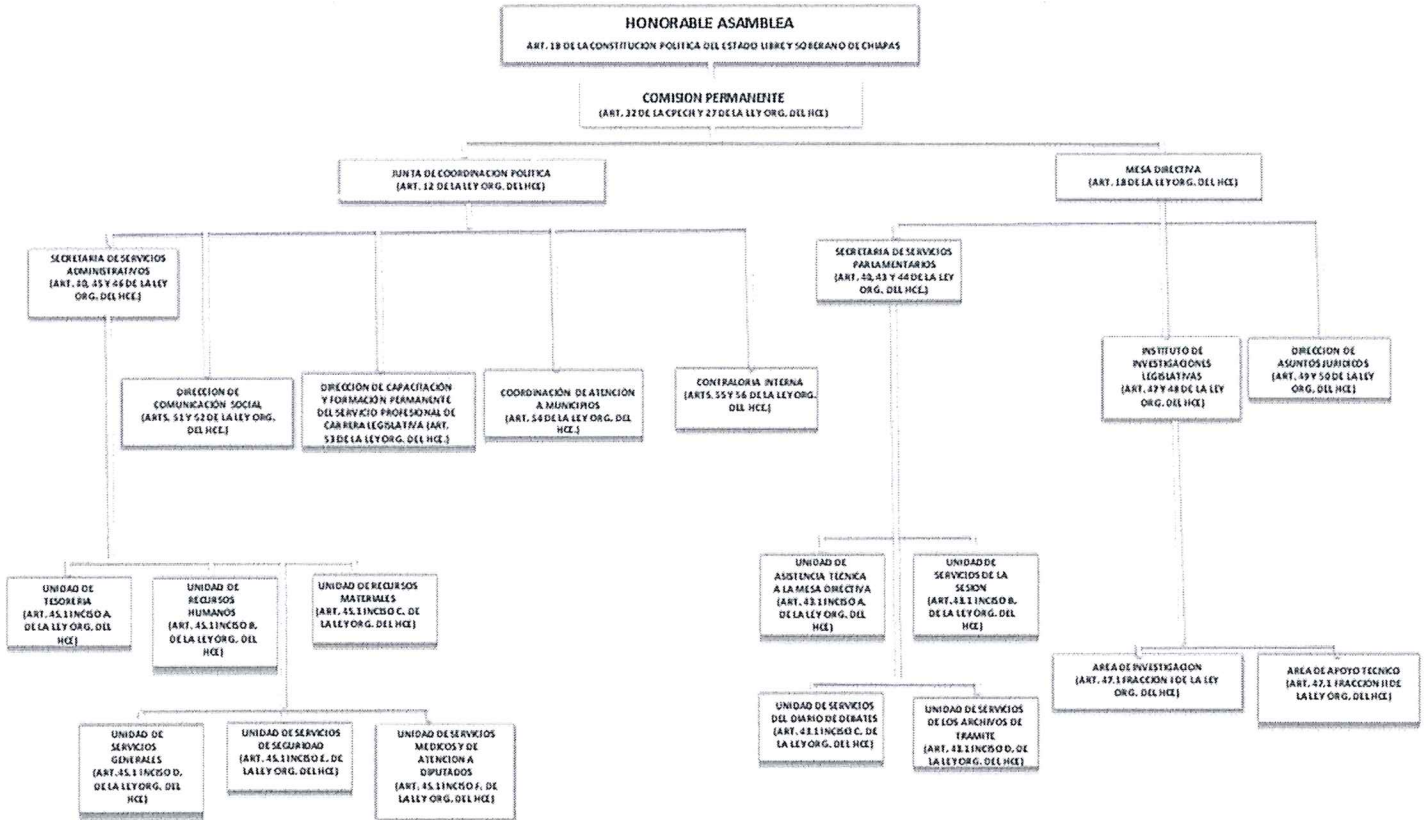 HONORABLE ASAMBLEA
ART. 18 DE LA CONSTITUCION POLITICA DEL ESTADO LIBRE Y SOBERANO DE CHIAPAS
COMISION PERMANENTE
(ART. 32 DE LA CPECH Y 27 DE LA LEY ORG. DEL HCE)
JUNTA DE COORDINACION POLITICA
(ART. 12 DE LA LEY ORG. DEL HCE)
MESA DIRECTIVA
(ART. 18 DE LA LEY ORG. DEL HCE)
SECRETARIA DE SERVICIOS
ADMINISTRATIVOS
(ART. 40, 45 Y 46 DE LA LEY
ORG. DEL HCE.)
SECRETARIA DE SERVICIOS
PARLAMENTARIOS
(ART. 40, 43 Y 44 DE LA LEY
ORG. DEL HCE.)
DIRECCION DE
COMUNICACIÓN SOCIAL
(ARTS. 51 Y 52 DE LA LEY ORG.
DEL HCE.)
DIRECCIÓN DE CAPACITACIÓN
Y FORMACIÓN PERMANENTE
DEL SERVICIO PROFESIONAL DE
CARRERA LEGISLATIVA (ART.
53 DE LA LEY ORG. DEL HCE.)
COORDINACIÓN DE ATENCIÓN
A MUNICIPIOS
(ART. 54 DE LA LEY ORG. DEL
HCE.)
CONTRALORIA INTERNA
(ARTS. 55 Y 56 DE LA LEY ORG.
DEL HCE.)
INSTITUTO DE
INVESTIGACIONES
LEGISLATIVAS
(ART. 47 Y 48 DE LA LEY
ORG. DEL HCE)
DIRECCION DE
ASUNTOS JURIDICOS
(ART. 49 Y 50 DE LA LEY
ORG. DEL HCE)
UNIDAD DE
TESORERIA
(ART. 45.1 INCISO A,
DE LA LEY ORG. DEL
HCE)
UNIDAD DE
RECURSOS
HUMANOS
(ART. 45.1 INCISO B,
DE LA LEY ORG. DEL
HCE)
UNIDAD DE RECURSOS
MATERIALES
(ART. 45.1 INCISO C, DE
LA LEY ORG. DEL HCE)
UNIDAD DE
ASISTENCIA TÉCNICA
A LA MESA DIRECTIVA
(ART. 43.1 INCISO A,
DE LA LEY ORG. DEL
HCE)
UNIDAD DE
SERVICIOS DE LA
SESION
(ART. 43.1 INCISO B,
DE LA LEY ORG. DEL
HCE)
AREA DE INVESTIGACION
(ART. 47.1 FRACCION I DE LA LEY
ORG. DEL HCE)
AREA DE APOYO TECNICO
(ART. 47.1 FRACCION II DE
LA LEY ORG. DEL HCE)
UNIDAD DE
SERVICIOS
GENERALES
(ART. 45.1 INCISO D,
DE LA LEY ORG. DEL
HCE)
UNIDAD DE SERVICIOS
DE SEGURIDAD
(ART. 45.1 INCISO E, DE
LA LEY ORG. DEL HCE)
UNIDAD DE SERVICIOS
MEDICOS Y DE
ATENCION A
DIPUTADOS
(ART. 45.1 INCISO F, DE
LA LEY ORG. DEL HCE)
UNIDAD DE SERVICIOS
DEL DIARIO DE DEBATES
(ART. 43.1 INCISO C, DE
LA LEY ORG. DEL HCE)
UNIDAD DE SERVICIOS
DE LOS ARCHIVOS DE
TRAMITE
(ART. 43.1 INCISO D, DE
LA LEY ORG. DEL HCE)